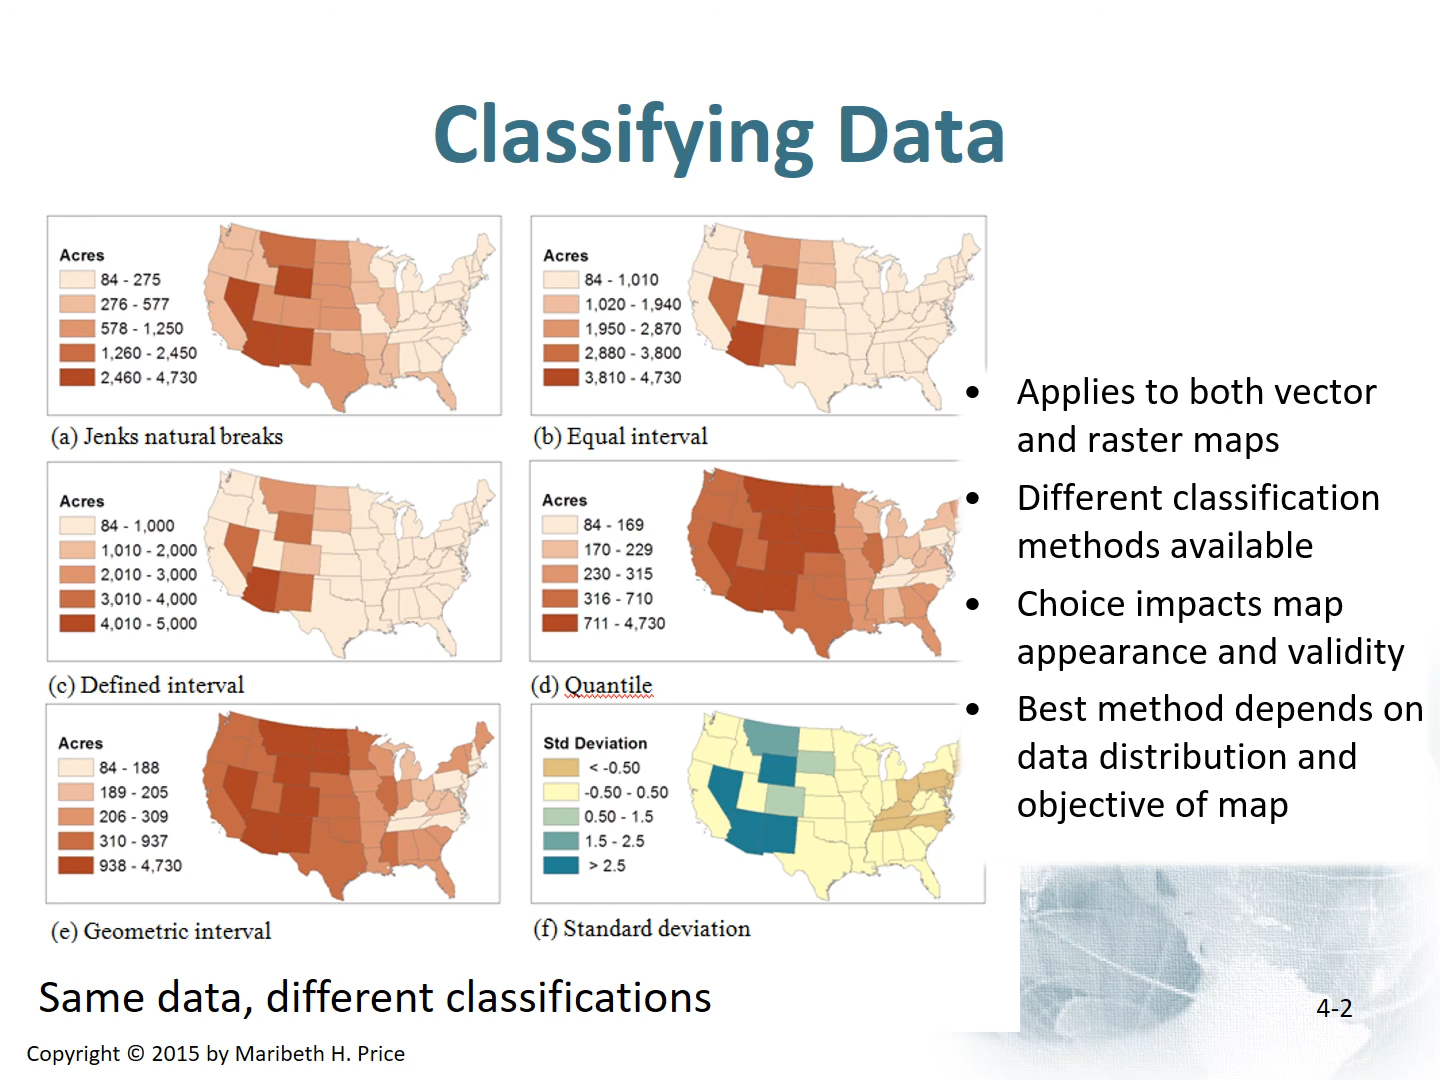 Classifying Data
Acres
84 - 275
276 - 577
578 - 1,250
1,260 - 2,450
2,460 - 4,730
(a) Jenks natural breaks
Acres
84 - 1,010
1,020 - 1,940
1,950 - 2,870
2,880 - 3,800
3,810 - 4,730
(b) Equal interval
Acres
84 - 1,000
1,010 - 2,000
2,010 - 3,000
3,010 - 4,000
4,010 - 5,000
(c) Defined interval
Acres
84 - 169
170 - 229
230 - 315
316 - 710
711 - 4,730
(d) Quantile
Acres
84 - 188
189 - 205
206 - 309
310 - 937
938 - 4,730
(e) Geometric interval
Std Deviation
< -0.50
-0.50 - 0.50
0.50 - 1.5
1.5 - 2.5
> 2.5
(f) Standard deviation
• Applies to both vector
and raster maps
• Different classification
methods available
• Choice impacts map
appearance and validity
• Best method depends on
data distribution and
objective of map
Same data, different classifications
4-2
Copyright © 2015 by Maribeth H. Price